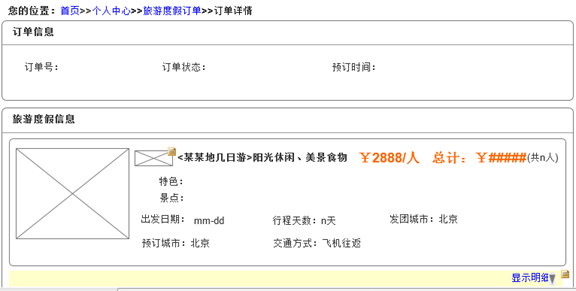 您的位置：首页>>个人中心>>旅游度假订单>>订单详情
订单信息
订单号： 订单状态： 预订时间：
旅游度假信息
<某某地几日游>阳光休闲、美景食物 ￥2888/人 总计：￥#####(共n人)
特色：
景点：
出发日期： mm-dd 行程天数：n天 发团城市：北京
预订城市：北京 交通方式：飞机往返
显示明细